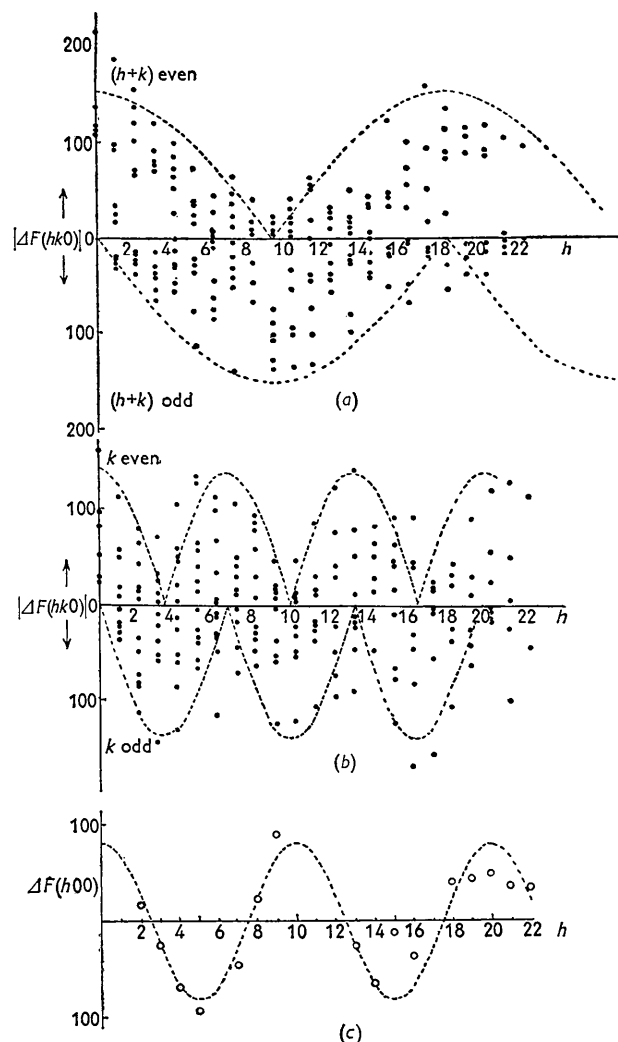 200
(h+k) even
100
|ΔF(hk0)| 0 2 4 6 8 10 12 14 16 18 20 22 h
100
(h+k) odd (a)
200
k even
100
|ΔF(hk0)| 0 2 4 6 8 10 12 14 16 18 20 22 h
100
k odd (b)
100
ΔF(h00) 2 4 6 8 10 12 14 16 18 20 22 h
100 (c)